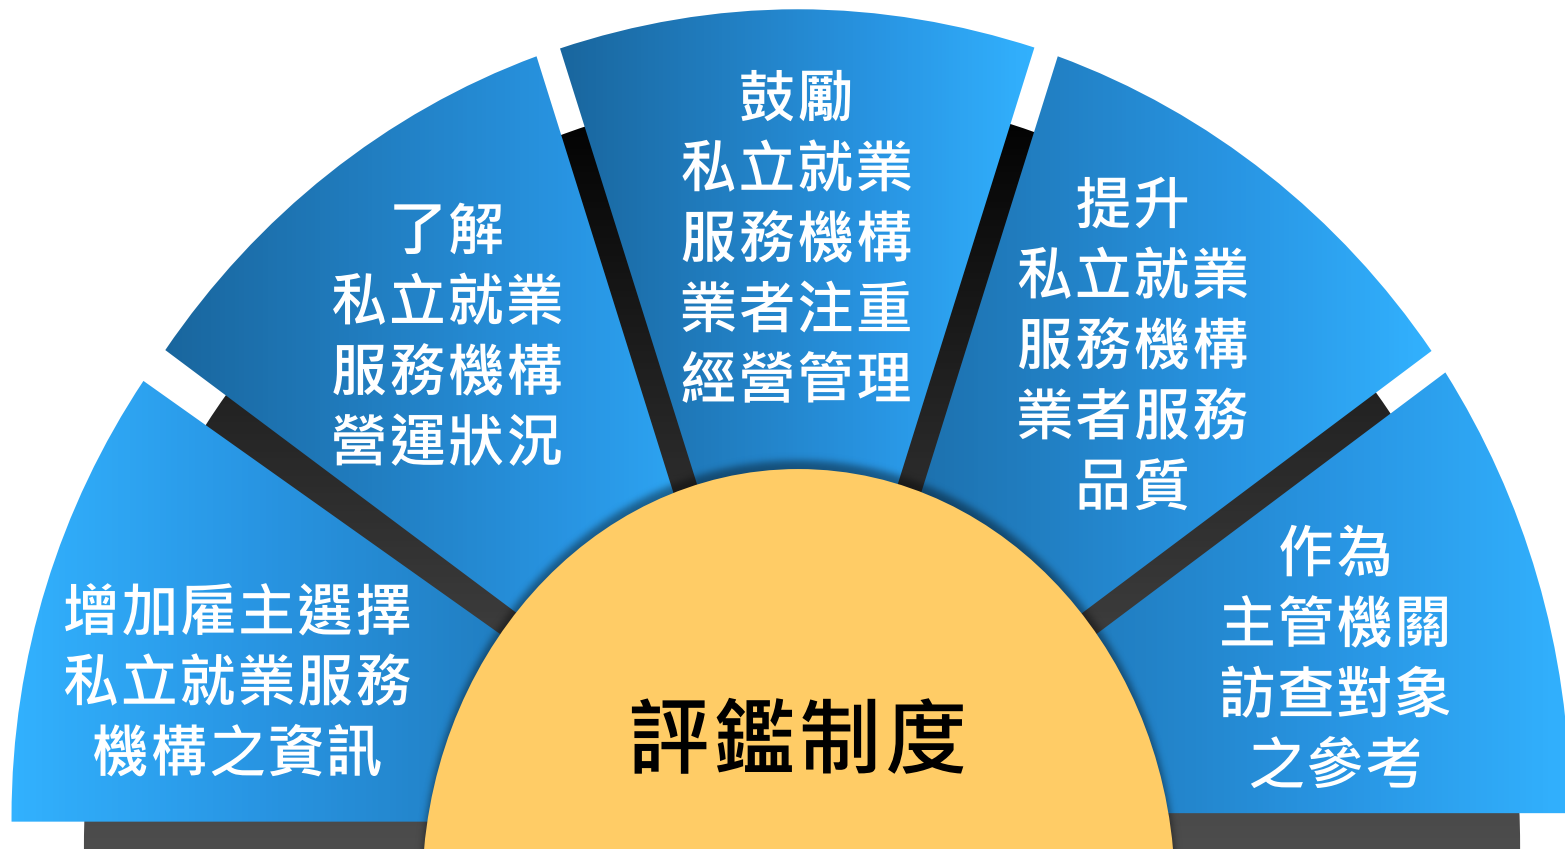 增加雇主選擇
私立就業服務
機構之資訊
了解
私立就業
服務機構
營運狀況
鼓勵
私立就業
服務機構
業者注重
經營管理
提升
私立就業
服務機構
業者服務
品質
作為
主管機關
訪查對象
之參考
評鑑制度